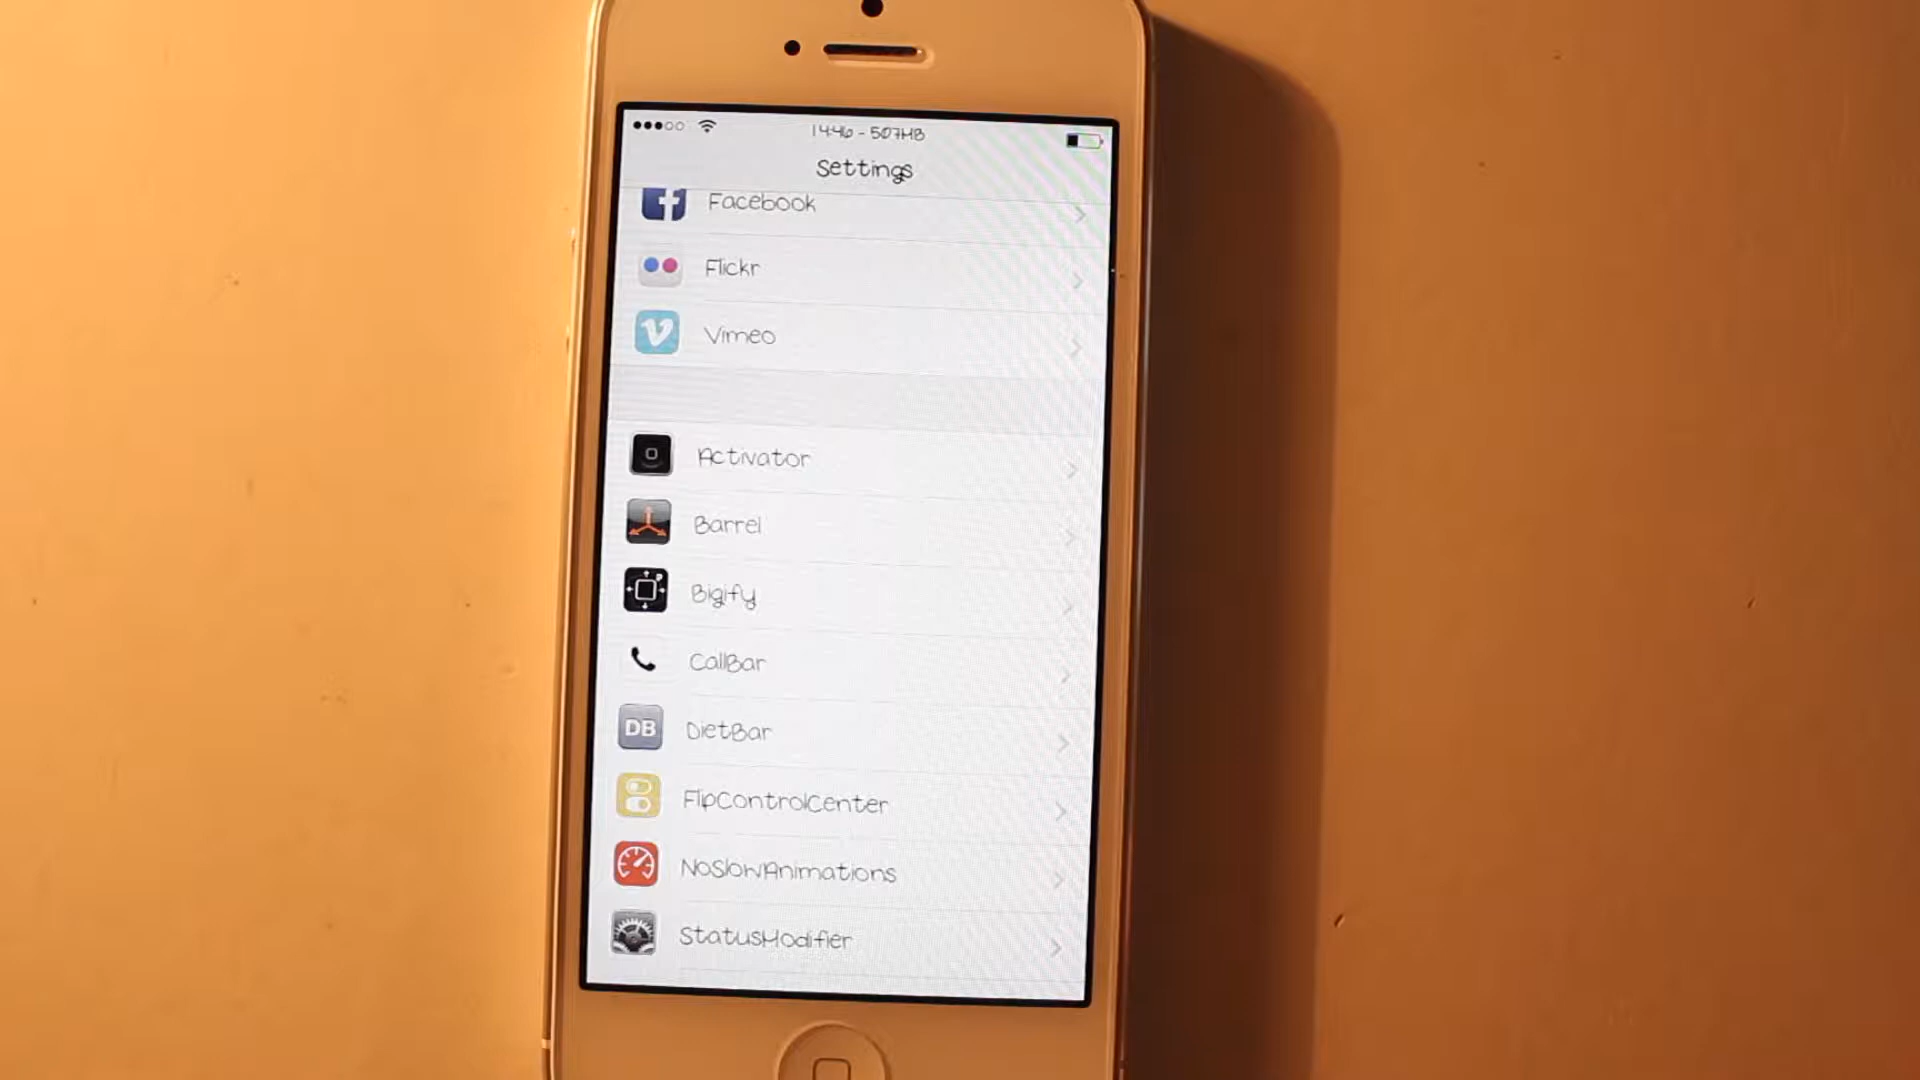 14:46 - 507MB
Settings
Facebook
Flickr
Vimeo
Activator
Barrel
Bigify
CallBar
DB DietBar
FlipControlCenter
NoSlowAnimations
StatusModifier